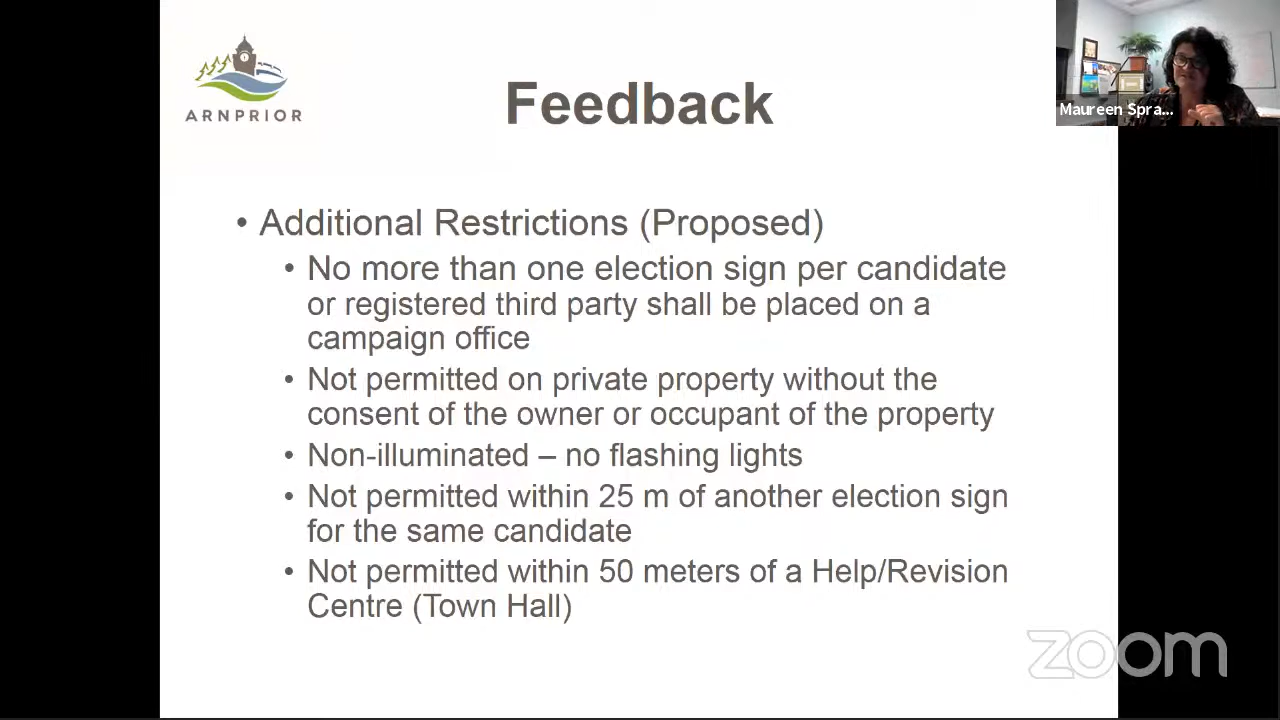 ARNPRIOR
Feedback
Maureen Spra...
• Additional Restrictions (Proposed)
• No more than one election sign per candidate
or registered third party shall be placed on a
campaign office
• Not permitted on private property without the
consent of the owner or occupant of the property
• Non-illuminated – no flashing lights
• Not permitted within 25 m of another election sign
for the same candidate
• Not permitted within 50 meters of a Help/Revision
Centre (Town Hall)
zoom